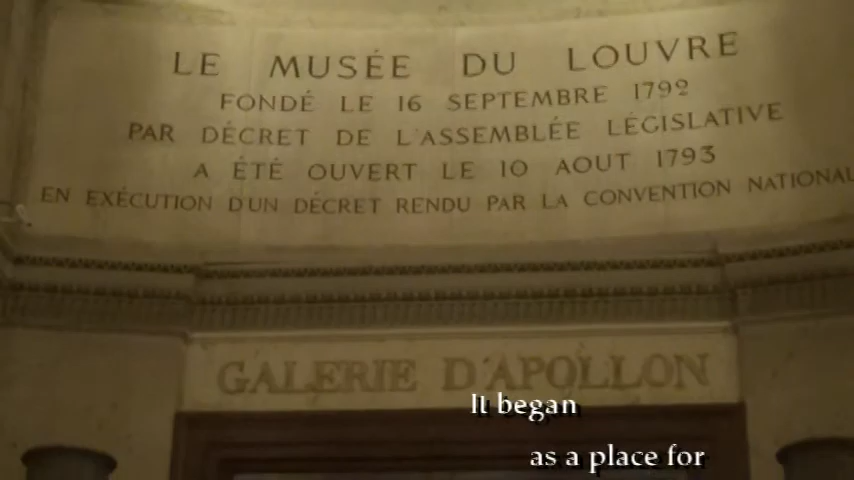 LE MUSÉE DU LOUVRE
FONDÉ LE 16 SEPTEMBRE 1792
PAR DÉCRET DE L'ASSEMBLÉE LÉGISLATIVE
A ÉTÉ OUVERT LE 10 AOUT 1793
EN EXÉCUTION D'UN DÉCRET RENDU PAR LA CONVENTION NATIONAL
GALERIE D'APOLLON
It began
as a place for